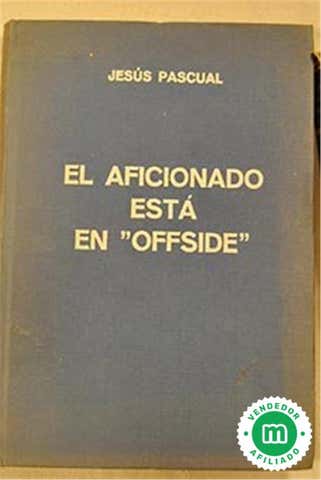 JESÚS PASCUAL
EL AFICIONADO
ESTÁ
EN "OFFSIDE"
VENDEDOR
m
AFILIADO